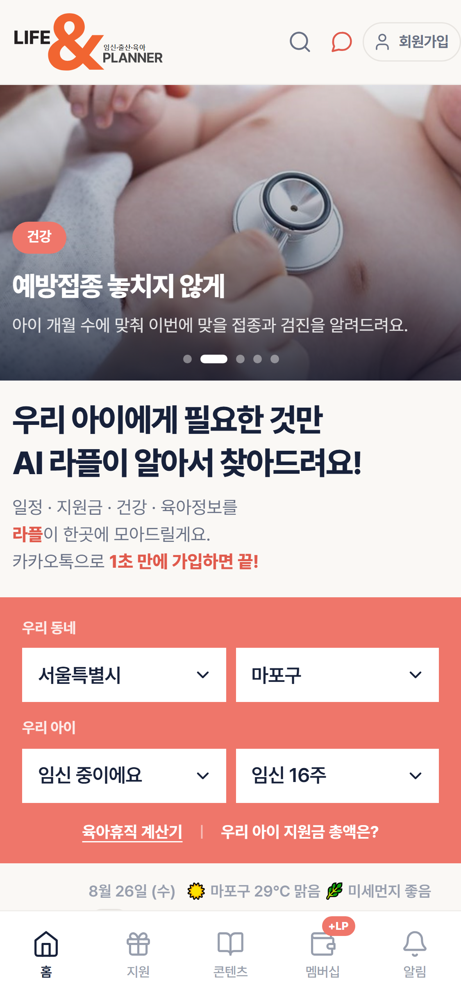 LIFE & 임신·출산·육아 PLANNER
회원가입
건강
예방접종 놓치지 않게
아이 개월 수에 맞춰 이번에 맞을 접종과 검진을 알려드려요.
우리 아이에게 필요한 것만
AI 라플이 알아서 찾아드려요!
일정 · 지원금 · 건강 · 육아정보를
라플이 한곳에 모아드릴게요.
카카오톡으로 1초 만에 가입하면 끝!
우리 동네
서울특별시 마포구
우리 아이
임신 중이에요 임신 16주
육아휴직 계산기 | 우리 아이 지원금 총액은?
8월 26일 (수) 마포구 29°C 맑음 미세먼지 좋음
+LP
홈 지원 콘텐츠 멤버십 알림